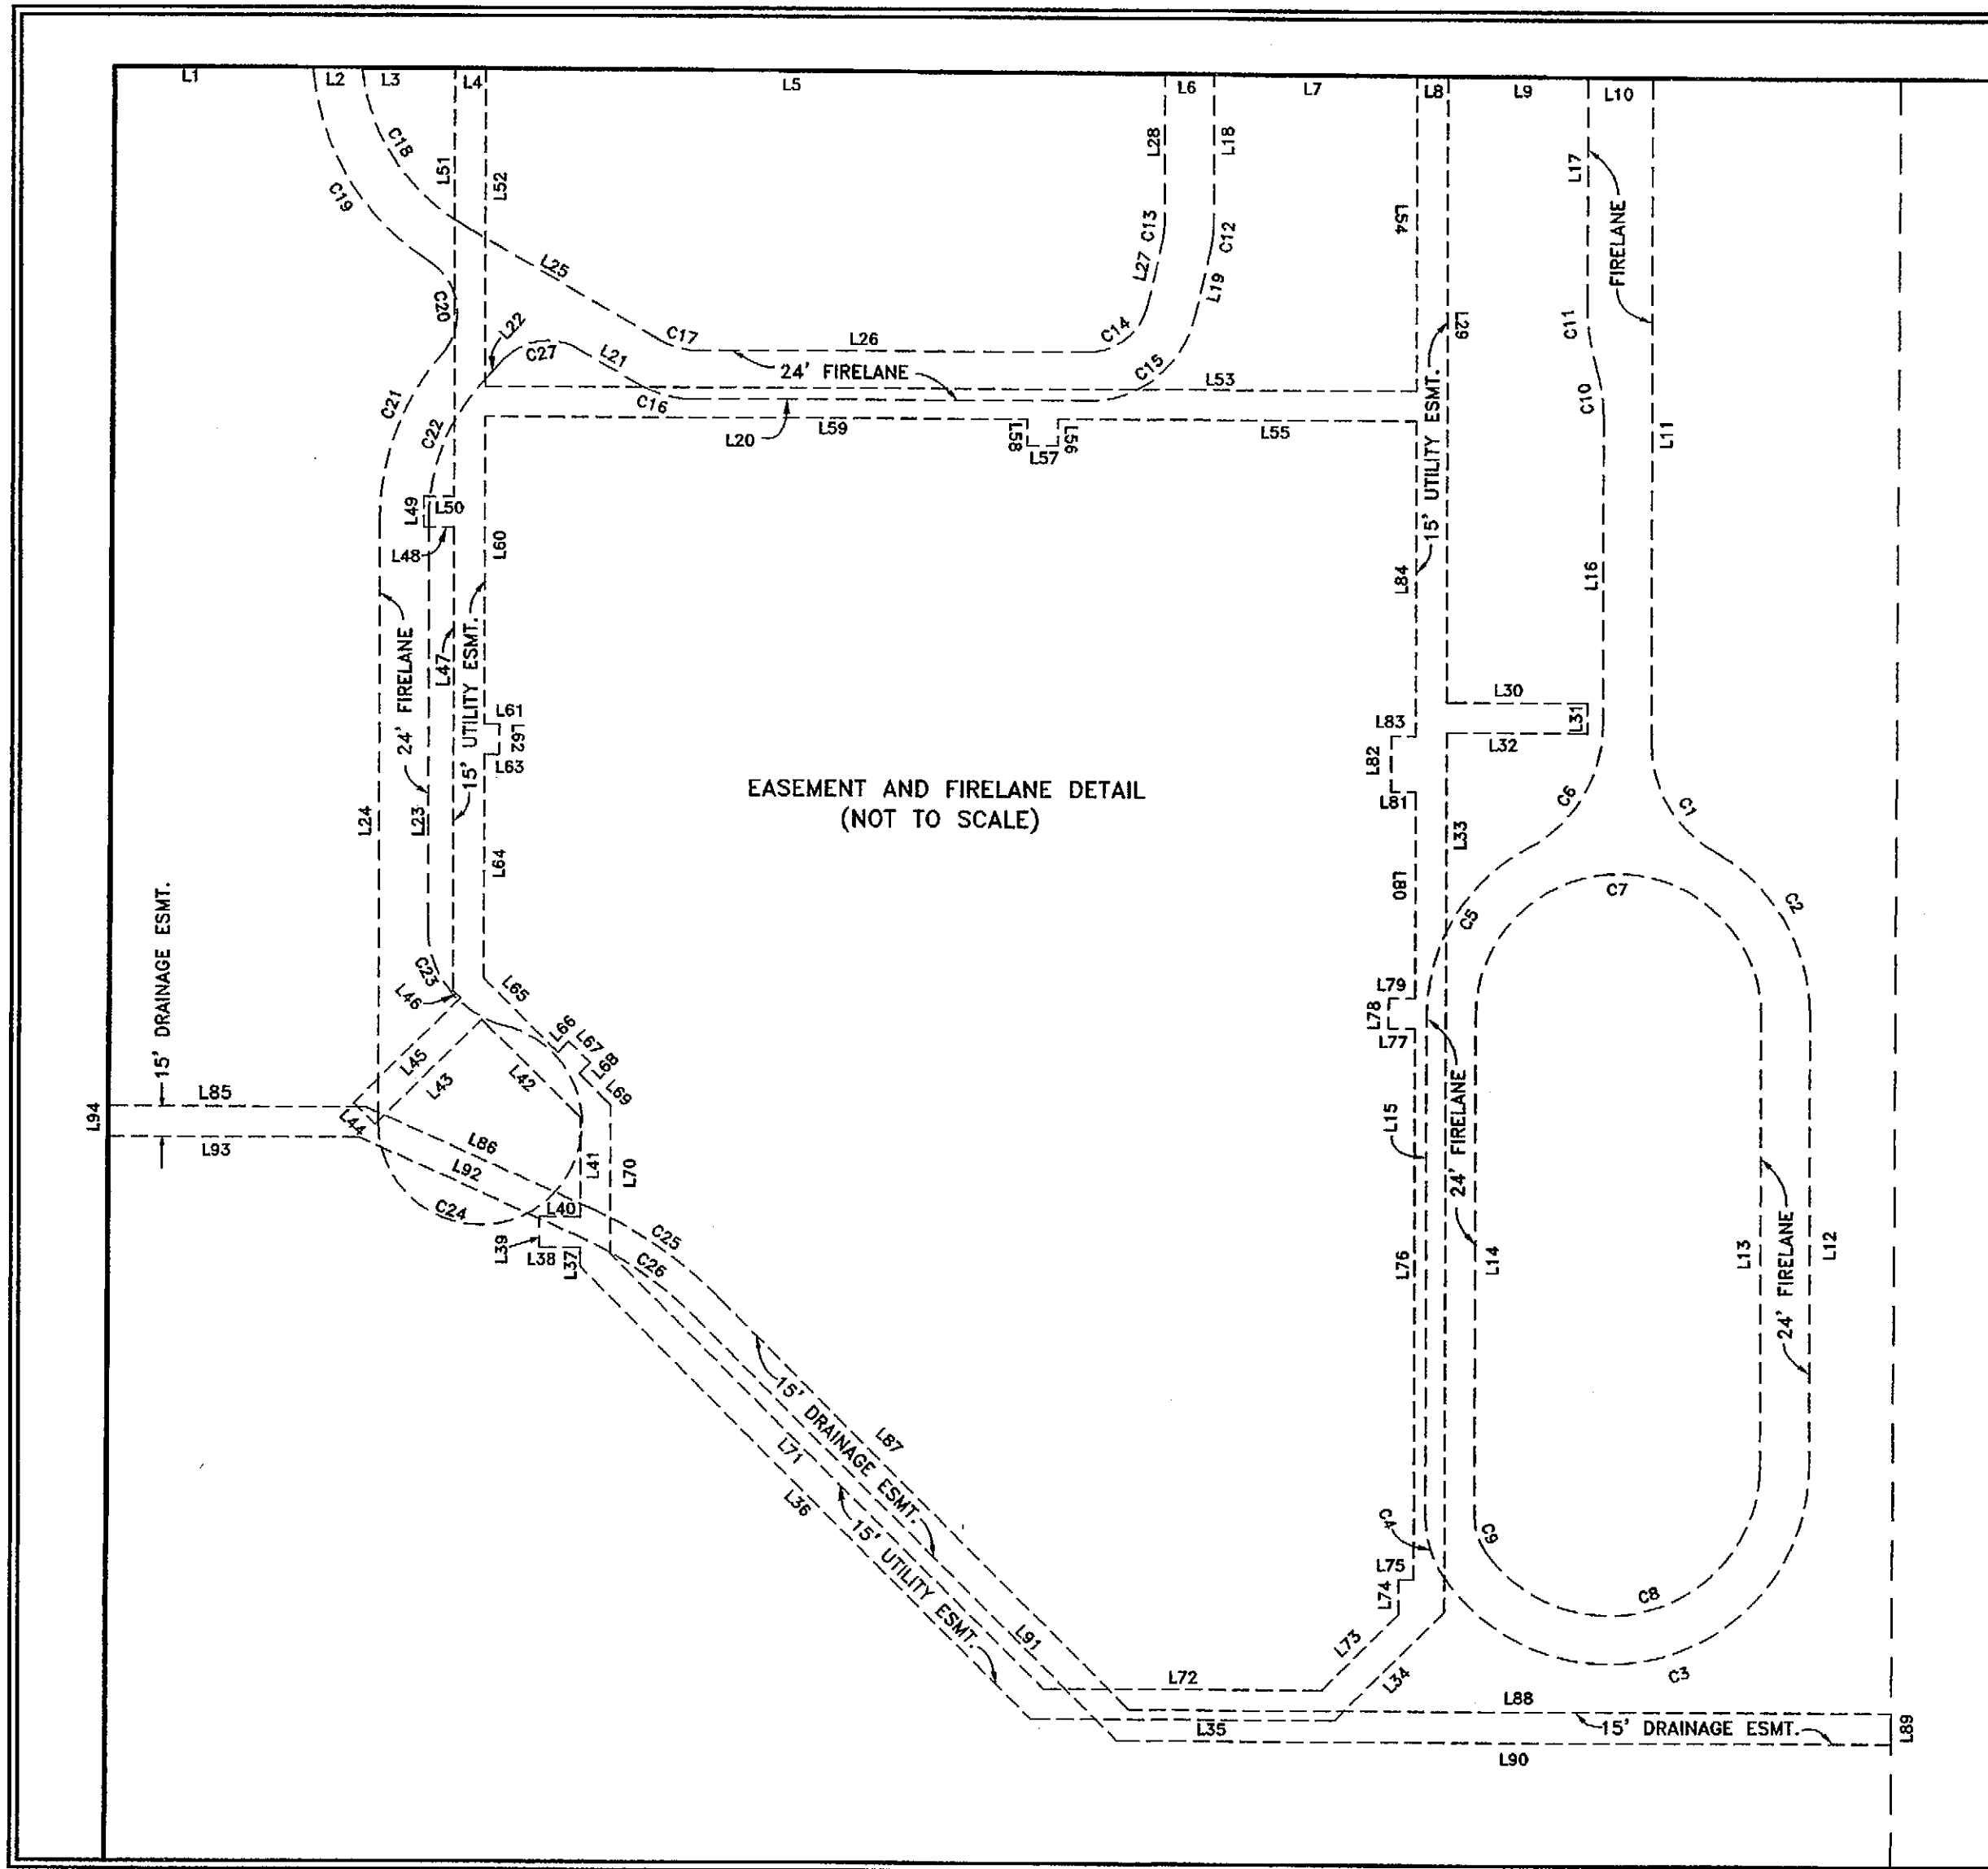 L1 L2 L3 L4 L5 L6 L7 L8 L9 L10
C18
C19
L51
L52
L28
L18
L54
L17
FIRELANE
C20
L25
C13
C12
L27
L19
L22
C27
L21
C17
L26
C14
C15
24' FIRELANE
L53
L29
C11
C10
L11
C21
C22
C16
L20
L59
L58
L57
L56
L55
15' UTILITY ESMT.
L49
L50
L48
L60
L84
L16
24' FIRELANE
L47
15' UTILITY ESMT.
L24
L23
L61
L62
L63
L64
L83
L82
L81
L80
L30
L31
L32
L33
EASEMENT AND FIRELANE DETAIL
(NOT TO SCALE)
C6
C1
C5
C7
C2
15' DRAINAGE ESMT.
C23
L46
L65
L66
L67
L68
L69
L45
L43
L42
L44
L85
L94
L93
L86
L92
L41
L70
C24
L40
L39
L38
L37
C25
C26
L79
L78
L77
L15
L76
24' FIRELANE
L14
L13
L12
24' FIRELANE
15' DRAINAGE ESMT.
L87
L71
L36
15' UTILITY ESMT.
L91
C4
C9
C8
C3
L75
L74
L73
L34
L72
L35
L88
15' DRAINAGE ESMT.
L89
L90